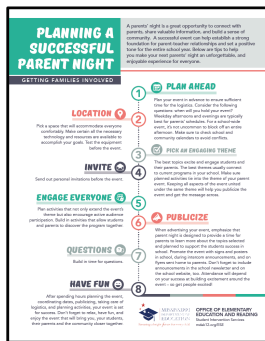 PLANNING A
SUCCESSFUL
PARENT NIGHT
GETTING FAMILIES INVOLVED
A parents' night is a great opportunity to connect with
parents, share valuable information, and build a sense of
community. A successful event can help establish a strong
foundation for parent-teacher relationships and set a positive
tone for the entire school year. Below are tips to help
you make your next parents' night an unforgettable, and
enjoyable experience for everyone.
1
PLAN AHEAD
Plan your event in advance to ensure sufficient
time for logistics. Consider the following
questions: when will you hold your event?
Weekday afternoons and evenings are typically
best for parents' schedules. For a school-wide
event, it's not uncommon to block off an entire
afternoon. Make sure to check school and
community calendars to avoid conflicts.
LOCATION
2
Pick a space that will accommodate everyone
comfortably. Make certain all the necessary
technology and resources are available to
accomplish your goals. Test the equipment
before the event.
3
PICK AN ENGAGING THEME
The best topics excite and engage students and
their parents. The best themes usually connect
to current programs in your school. Make sure
planned activities tie into the theme of your parent
event. Keeping all aspects of the event united
under the same theme will help you publicize the
event and get the message across.
INVITE
4
Send out personal invitations before the event.
ENGAGE EVERYONE
5
Plan activities that not only extend the event's
theme but also encourage active audience
participation. Build in activities that allow students
and parents to discover the program together.
6
PUBLICIZE
When advertising your event, emphasize that
parent night is designed to provide a time for
parents to learn more about the topics selected
and planned to support the students success in
school. Promote the event with signs and posters
in school, during intercom announcements, and on
flyers sent home to parents. Don't forget to include
announcements in the school newsletter and on
the school website, too. Attendance will depend
on your success at building excitement around the
event - so get people excited!
QUESTIONS
7
Build in time for questions.
HAVE FUN
8
After spending hours planning the event,
coordinating dates, publicizing, taking care of
logistics, and planning activities, your event is set
for success. Don't forget to relax, have fun, and
enjoy the event that will bring you, your students,
their parents and the community closer together.
MISSISSIPPI
OFFICE OF ELEMENTARY
EDUCATION AND READING
Student Intervention Services